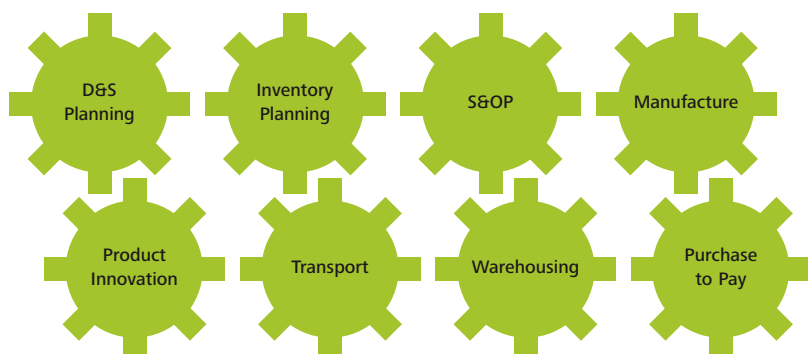 D&S
Planning
Inventory
Planning
S&OP
Manufacture
Product
Innovation
Transport
Warehousing
Purchase
to Pay